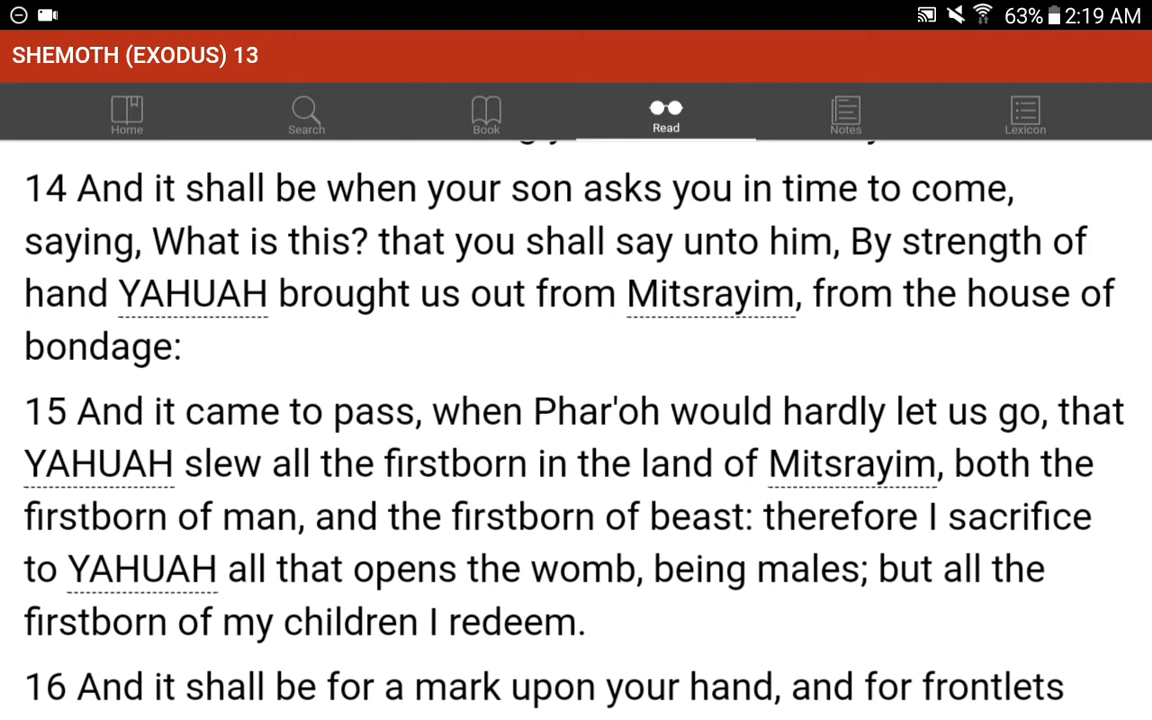 63% 2:19 AM
SHEMOTH (EXODUS) 13
Home Search Book Read Notes Lexicon
14 And it shall be when your son asks you in time to come,
saying, What is this? that you shall say unto him, By strength of
hand YAHUAH brought us out from Mitsrayim, from the house of
bondage:
15 And it came to pass, when Phar'oh would hardly let us go, that
YAHUAH slew all the firstborn in the land of Mitsrayim, both the
firstborn of man, and the firstborn of beast: therefore I sacrifice
to YAHUAH all that opens the womb, being males; but all the
firstborn of my children I redeem.
16 And it shall be for a mark upon your hand, and for frontlets